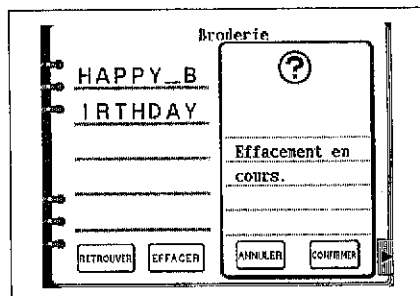 Broderie
HAPPY_B
IRTHDAY
?
Effacement en
cours.
RETROUVER EFFACER ANNULER CONFIRMER